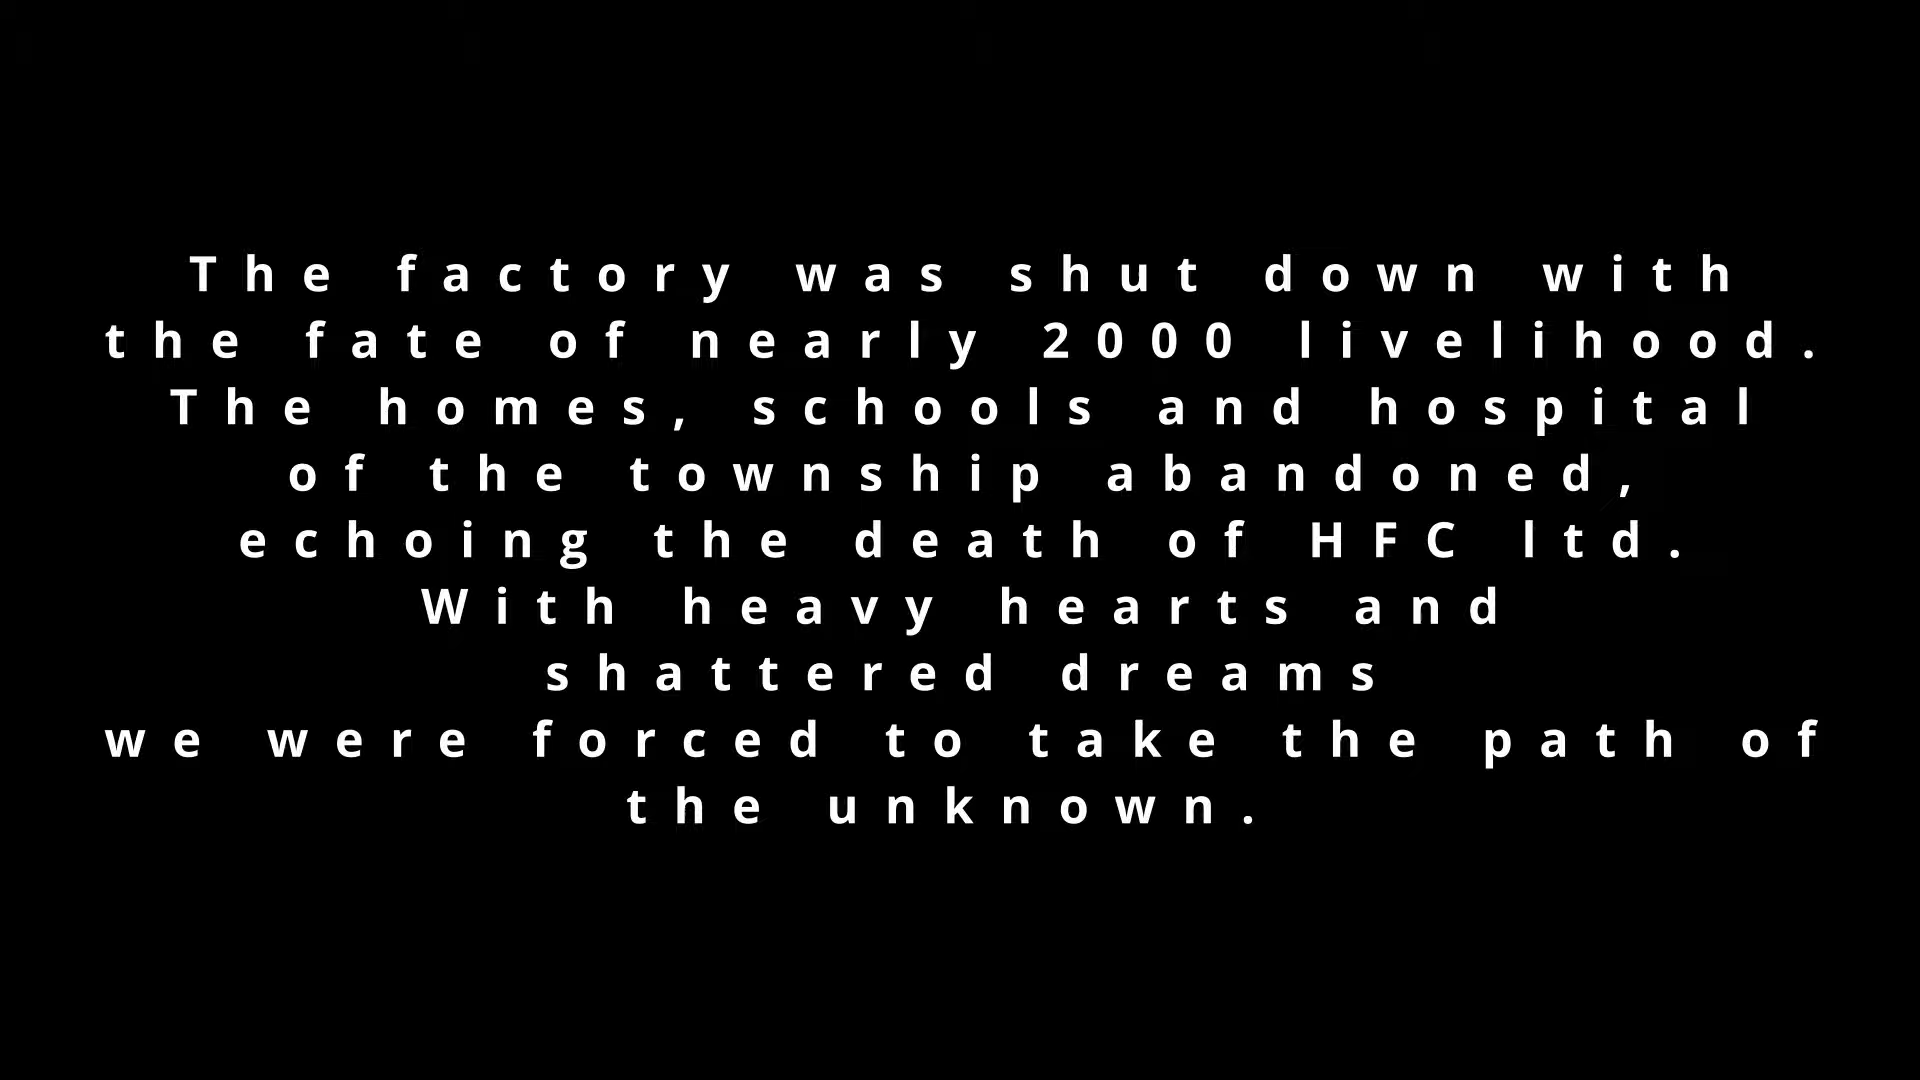 The factory was shut down with
the fate of nearly 2000 livelihood.
The homes, schools and hospital
of the township abandoned,
echoing the death of HFC ltd.
With heavy hearts and
shattered dreams
we were forced to take the path of
the unknown.